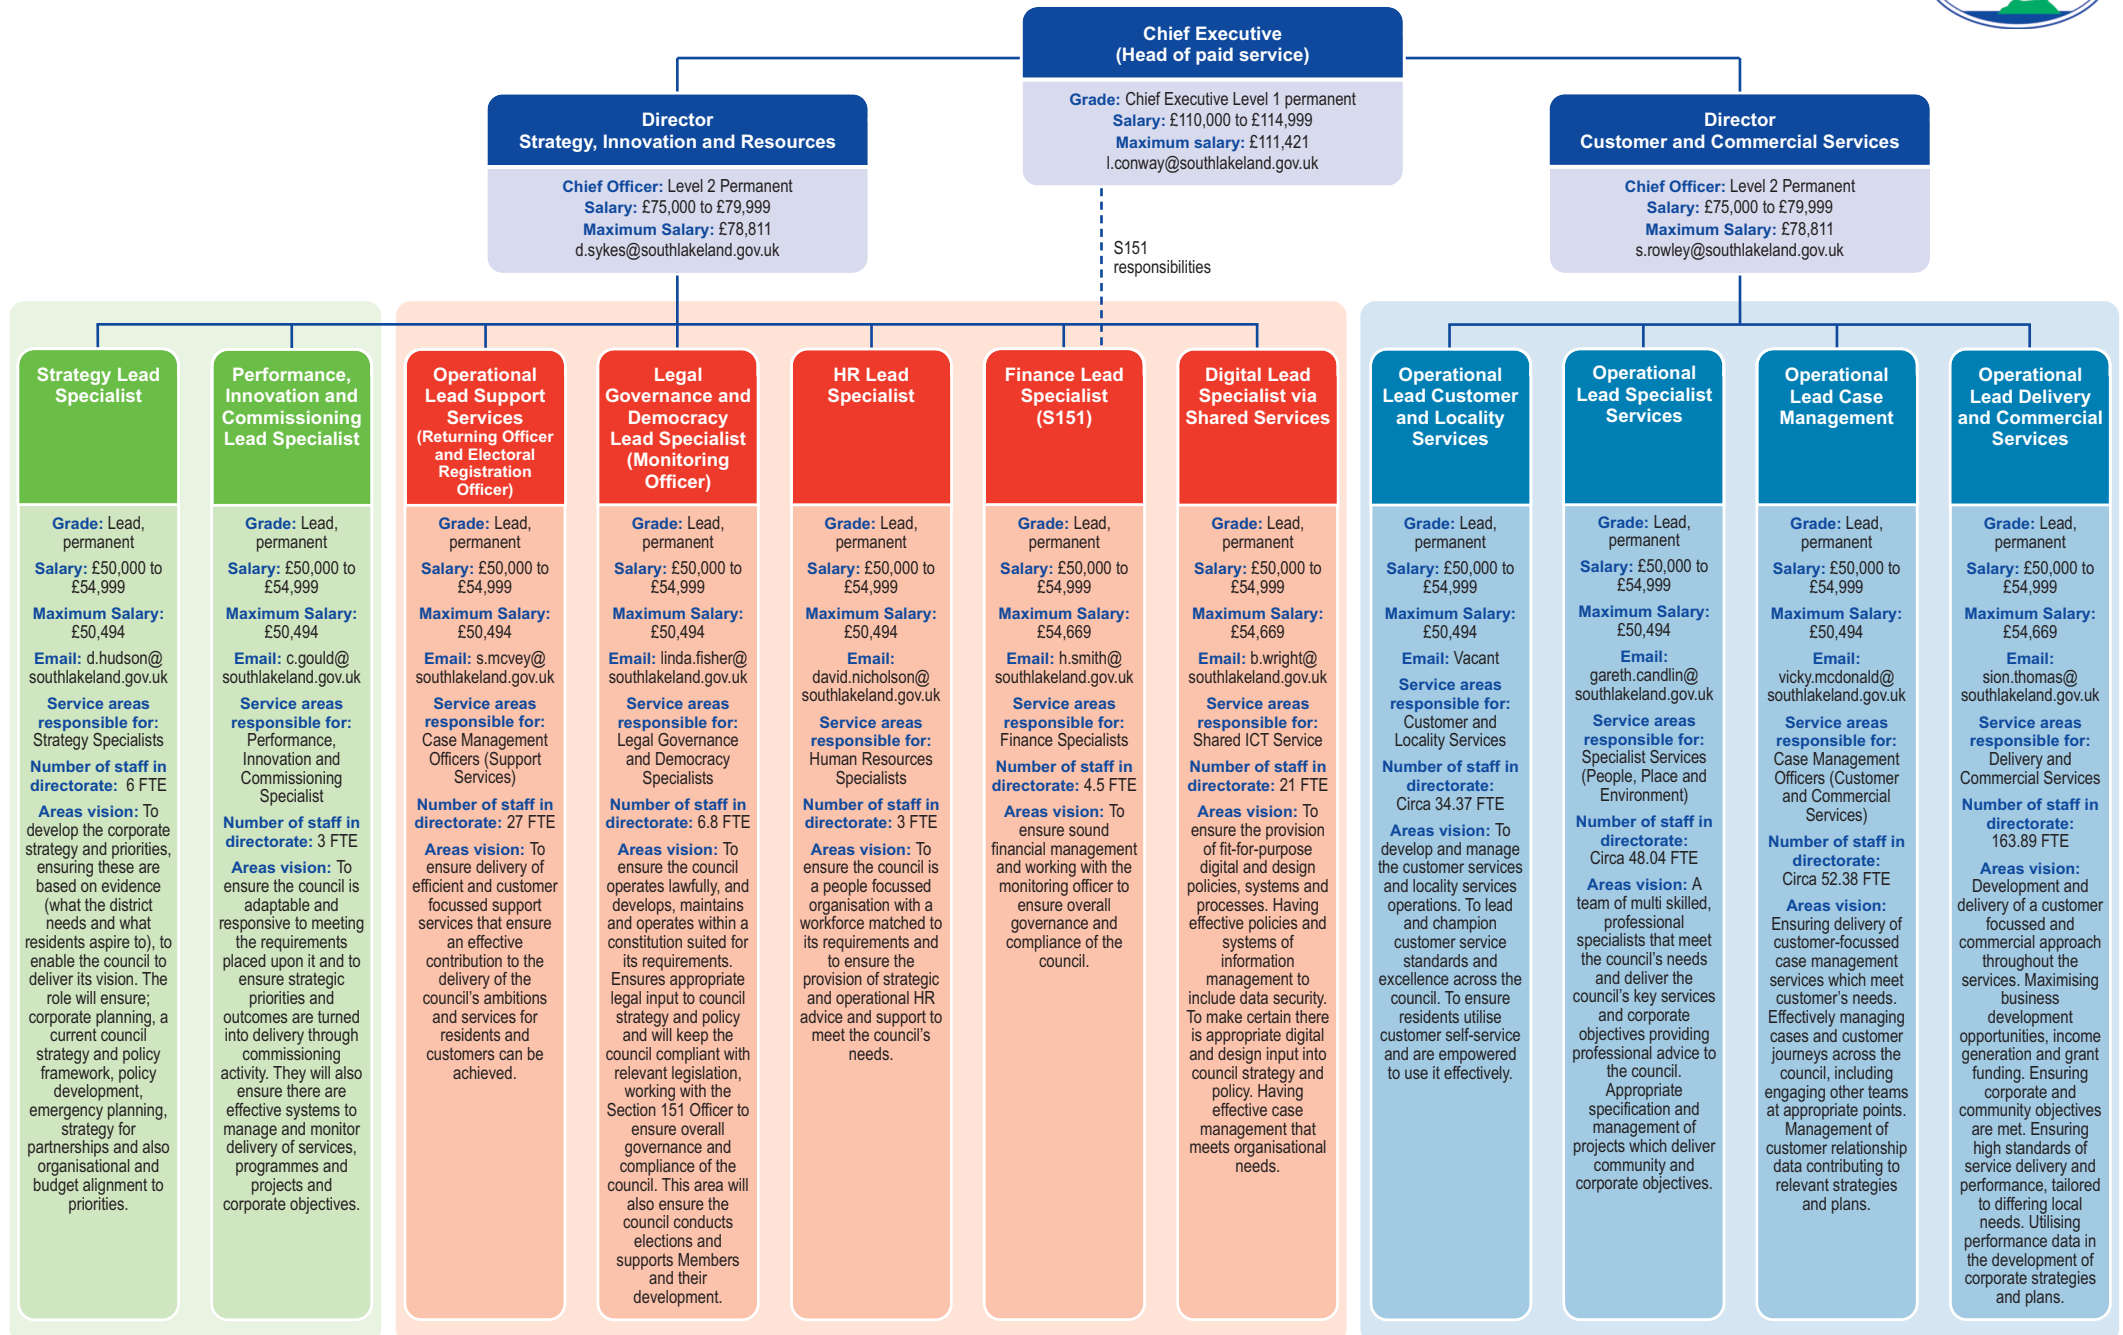 Chief Executive
(Head of paid service)
Grade: Chief Executive Level 1 permanent
Salary: £110,000 to £114,999
Maximum salary: £111,421
l.conway@southlakeland.gov.uk
Director
Strategy, Innovation and Resources
Chief Officer: Level 2 Permanent
Salary: £75,000 to £79,999
Maximum Salary: £78,811
d.sykes@southlakeland.gov.uk
Director
Customer and Commercial Services
Chief Officer: Level 2 Permanent
Salary: £75,000 to £79,999
Maximum Salary: £78,811
s.rowley@southlakeland.gov.uk
S151
responsibilities
Strategy Lead
Specialist
Grade: Lead,
permanent
Salary: £50,000 to
£54,999
Maximum Salary:
£50,494
Email: d.hudson@
southlakeland.gov.uk
Service areas
responsible for:
Strategy Specialists
Number of staff in
directorate: 6 FTE
Areas vision: To
develop the corporate
strategy and priorities,
ensuring these are
based on evidence
(what the district
needs and what
residents aspire to), to
enable the council to
deliver its vision. The
role will ensure;
corporate planning, a
current council
strategy and policy
framework, policy
development,
emergency planning,
strategy for
partnerships and also
organisational and
budget alignment to
priorities.
Performance,
Innovation and
Commissioning
Lead Specialist
Grade: Lead,
permanent
Salary: £50,000 to
£54,999
Maximum Salary:
£50,494
Email: c.gould@
southlakeland.gov.uk
Service areas
responsible for:
Performance,
Innovation and
Commissioning
Specialist
Number of staff in
directorate: 3 FTE
Areas vision: To
ensure the council is
adaptable and
responsive to meeting
the requirements
placed upon it and to
ensure strategic
priorities and
outcomes are turned
into delivery through
commissioning
activity. They will also
ensure there are
effective systems to
manage and monitor
delivery of services,
programmes and
projects and
corporate objectives.
Operational
Lead Support
Services
(Returning Officer
and Electoral
Registration
Officer)
Grade: Lead,
permanent
Salary: £50,000 to
£54,999
Maximum Salary:
£50,494
Email: s.mcvey@
southlakeland.gov.uk
Service areas
responsible for:
Case Management
Officers (Support
Services)
Number of staff in
directorate: 27 FTE
Areas vision: To
ensure delivery of
efficient and customer
focussed support
services that ensure
an effective
contribution to the
delivery of the
council's ambitions
and services for
residents and
customers can be
achieved.
Legal
Governance and
Democracy
Lead Specialist
(Monitoring
Officer)
Grade: Lead,
permanent
Salary: £50,000 to
£54,999
Maximum Salary:
£50,494
Email: linda.fisher@
southlakeland.gov.uk
Service areas
responsible for:
Legal Governance
and Democracy
Specialists
Number of staff in
directorate: 6.8 FTE
Areas vision: To
ensure the council
operates lawfully, and
develops, maintains
and operates within a
constitution suited for
its requirements.
Ensures appropriate
legal input to council
strategy and policy
and will keep the
council compliant with
relevant legislation,
working with the
Section 151 Officer to
ensure overall
governance and
compliance of the
council. This area will
also ensure the
council conducts
elections and
supports Members
and their
development.
HR Lead
Specialist
Grade: Lead,
permanent
Salary: £50,000 to
£54,999
Maximum Salary:
£50,494
Email:
david.nicholson@
southlakeland.gov.uk
Service areas
responsible for:
Human Resources
Specialists
Number of staff in
directorate: 3 FTE
Areas vision: To
ensure the council is
a people focussed
organisation with a
workforce matched to
its requirements and
to ensure the
provision of strategic
and operational HR
advice and support to
meet the council's
needs.
Finance Lead
Specialist
(S151)
Grade: Lead,
permanent
Salary: £50,000 to
£54,999
Maximum Salary:
£54,669
Email: h.smith@
southlakeland.gov.uk
Service areas
responsible for:
Finance Specialists
Number of staff in
directorate: 4.5 FTE
Areas vision: To
ensure sound
financial management
and working with the
monitoring officer to
ensure overall
governance and
compliance of the
council.
Digital Lead
Specialist via
Shared Services
Grade: Lead,
permanent
Salary: £50,000 to
£54,999
Maximum Salary:
£54,669
Email: b.wright@
southlakeland.gov.uk
Service areas
responsible for:
Shared ICT Service
Number of staff in
directorate: 21 FTE
Areas vision: To
ensure the provision
of fit-for-purpose
digital and design
policies, systems and
processes. Having
effective policies and
systems of
information
management to
include data security.
To make certain there
is appropriate digital
and design input into
council strategy and
policy. Having
effective case
management that
meets organisational
needs.
Operational
Lead Customer
and Locality
Services
Grade: Lead,
permanent
Salary: £50,000 to
£54,999
Maximum Salary:
£50,494
Email: Vacant
Service areas
responsible for:
Customer and
Locality Services
Number of staff in
directorate:
Circa 34.37 FTE
Areas vision: To
develop and manage
the customer services
and locality services
operations. To lead
and champion
customer service
standards and
excellence across the
council. To ensure
residents utilise
customer self-service
and are empowered
to use it effectively.
Operational
Lead Specialist
Services
Grade: Lead,
permanent
Salary: £50,000 to
£54,999
Maximum Salary:
£50,494
Email:
gareth.candlin@
southlakeland.gov.uk
Service areas
responsible for:
Specialist Services
(People, Place and
Environment)
Number of staff in
directorate:
Circa 48.04 FTE
Areas vision: A
team of multi skilled,
professional
specialists that meet
the council's needs
and deliver the
council's key services
and corporate
objectives providing
professional advice to
the council.
Appropriate
specification and
management of
projects which deliver
community and
corporate objectives.
Operational
Lead Case
Management
Grade: Lead,
permanent
Salary: £50,000 to
£54,999
Maximum Salary:
£50,494
Email:
vicky.mcdonald@
southlakeland.gov.uk
Service areas
responsible for:
Case Management
Officers (Customer
and Commercial
Services)
Number of staff in
directorate:
Circa 52.38 FTE
Areas vision:
Ensuring delivery of
customer-focussed
case management
services which meet
customer's needs.
Effectively managing
cases and customer
journeys across the
council, including
engaging other teams
at appropriate points.
Management of
customer relationship
data contributing to
relevant strategies
and plans.
Operational
Lead Delivery
and Commercial
Services
Grade: Lead,
permanent
Salary: £50,000 to
£54,999
Maximum Salary:
£54,669
Email:
sion.thomas@
southlakeland.gov.uk
Service areas
responsible for:
Delivery and
Commercial Services
Number of staff in
directorate:
163.89 FTE
Areas vision:
Development and
delivery of a customer
focussed and
commercial approach
throughout the
services. Maximising
business
development
opportunities, income
generation and grant
funding. Ensuring
corporate and
community objectives
are met. Ensuring
high standards of
service delivery and
performance, tailored
to differing local
needs. Utilising
performance data in
the development of
corporate strategies
and plans.